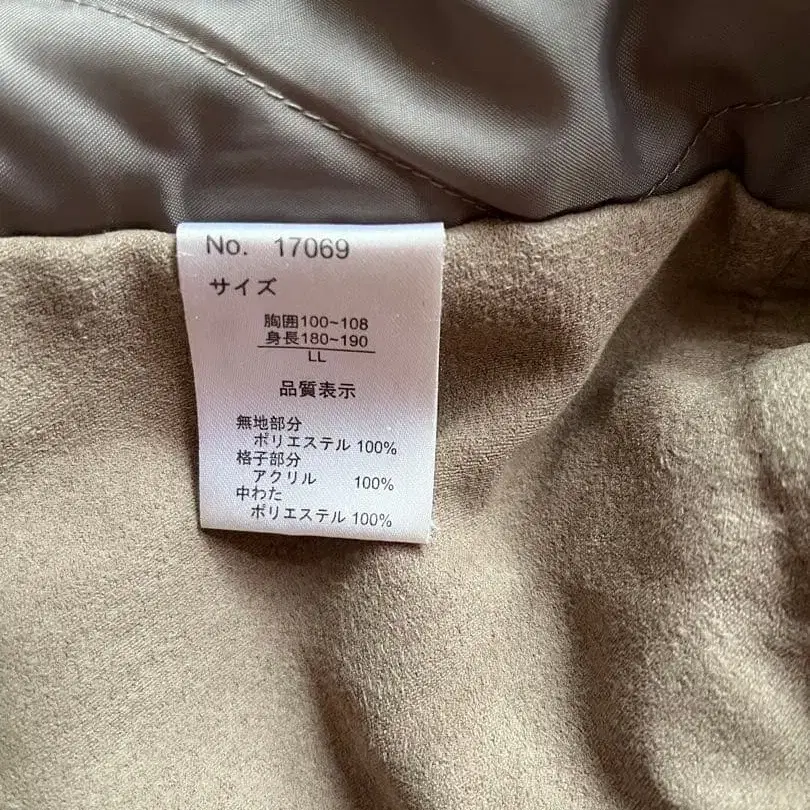 No. 17069
サイズ
胸囲100~108
身長180~190
LL
品質表示
無地部分
ポリエステル 100%
格子部分
アクリル 100%
中わた
ポリエステル 100%